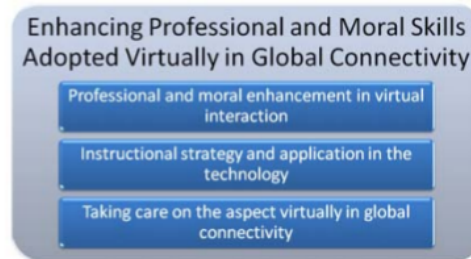 Enhancing Professional and Moral Skills
Adopted Virtually in Global Connectivity
Professional and moral enhancement in virtual
interaction
Instructional strategy and application in the
technology
Taking care on the aspect virtually in global
connectivity